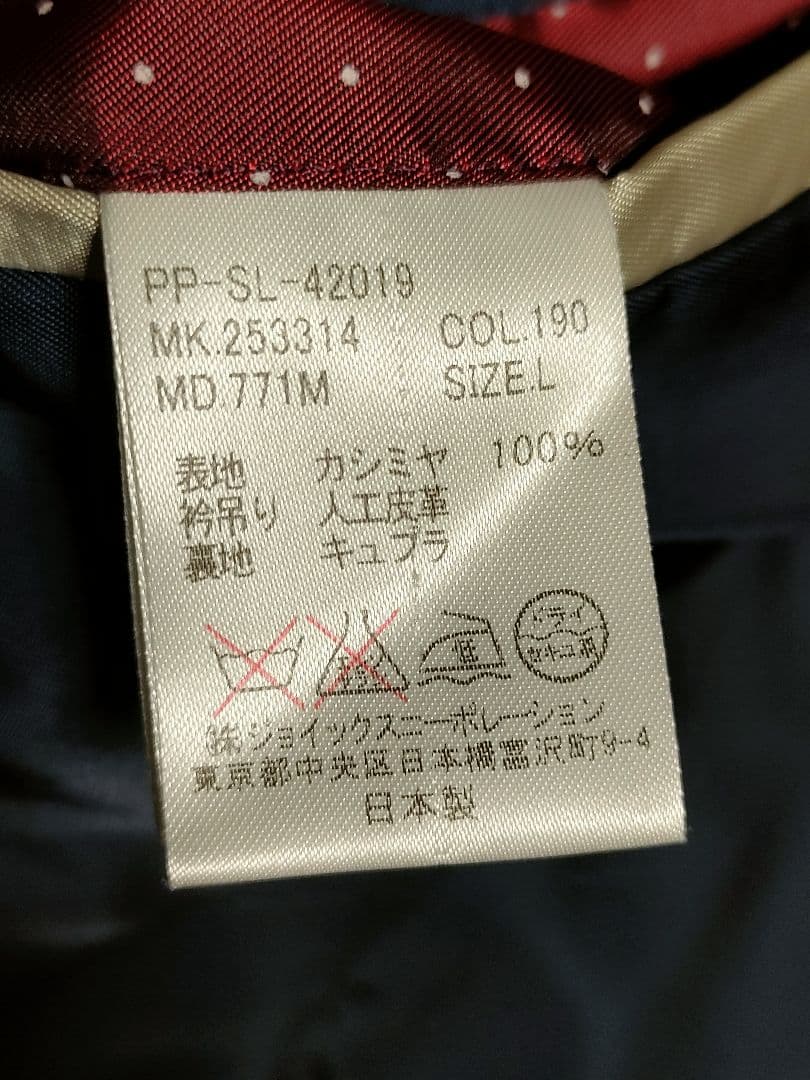 PP-SL-42019
MK.253314 COL.190
MD.771M SIZE.L
表地 カシミヤ 100%
衿吊り 人工皮革
裏地 キュプラ
低 ドライ セキユ系
㈱ジョイックスコーポレーション
東京都中央区日本橋富沢町9-4
日本製